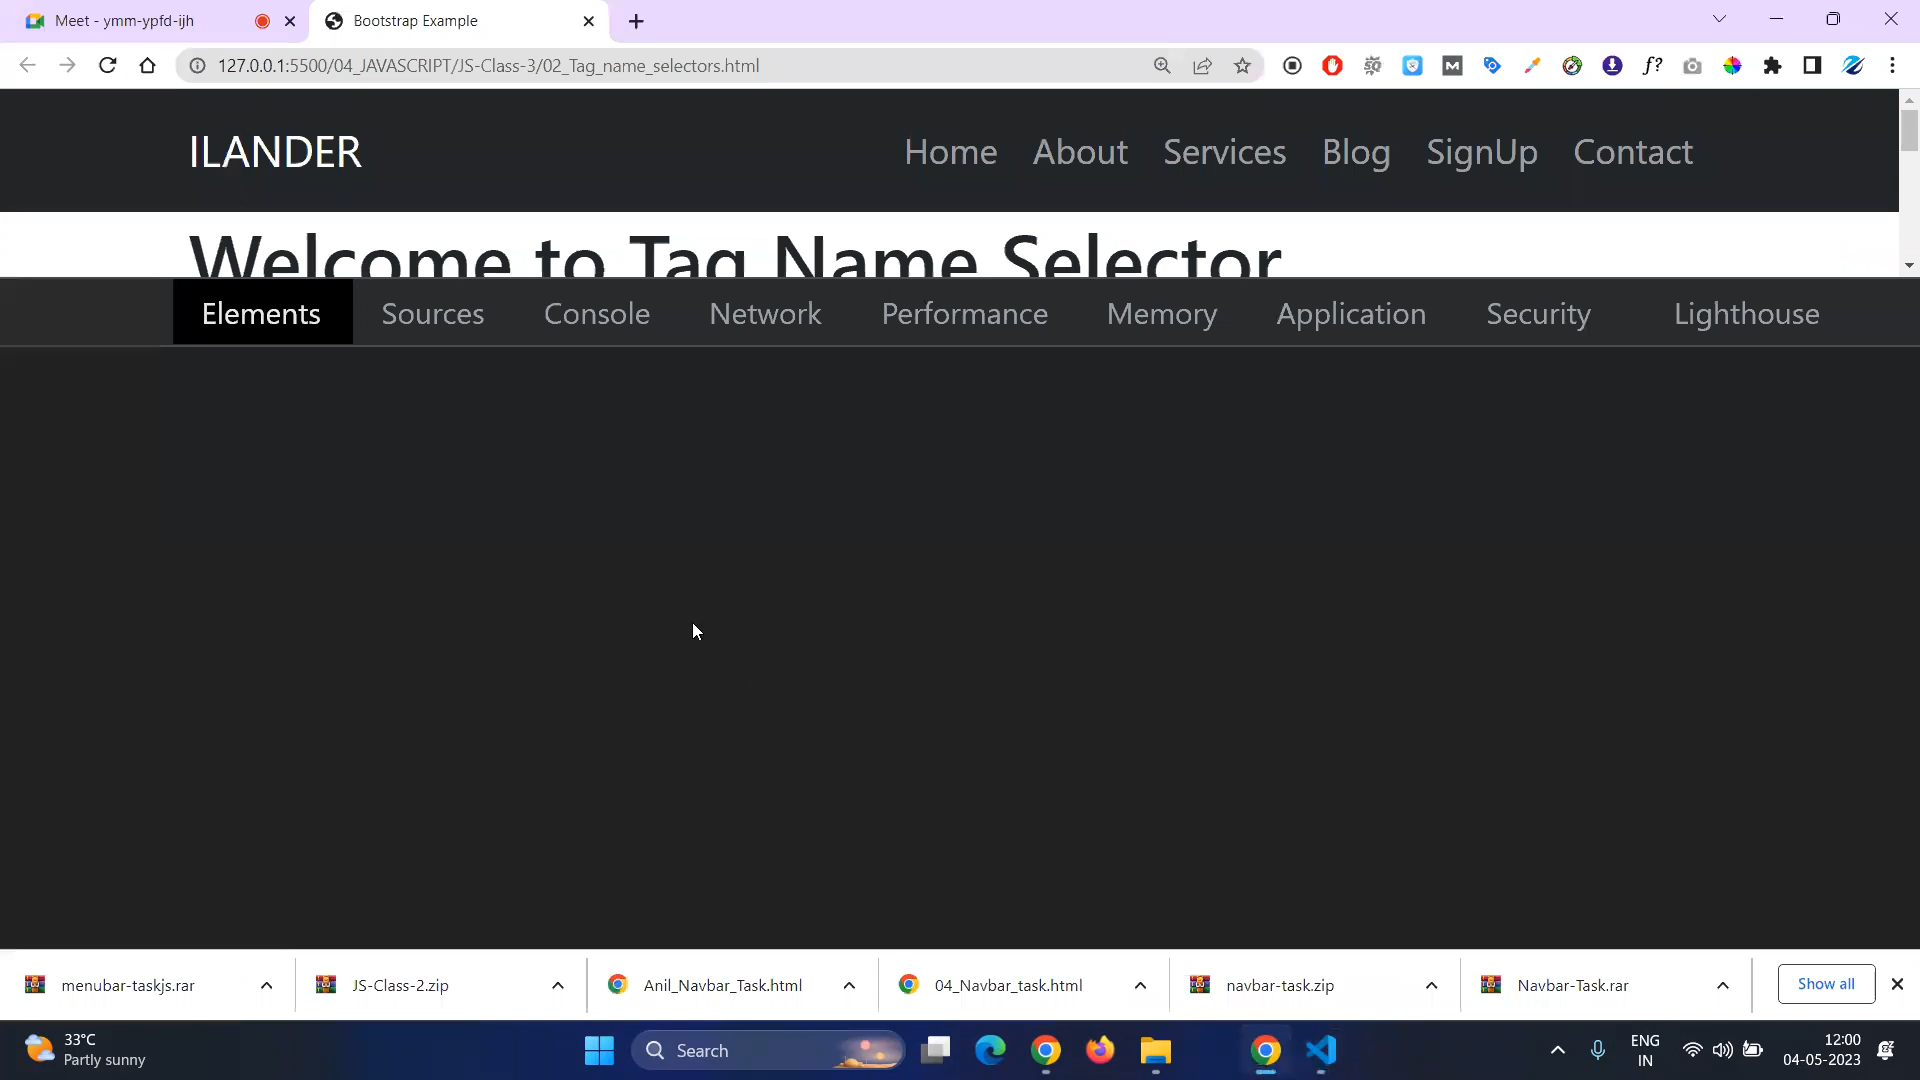 Meet - ymm-ypfd-ijh
Bootstrap Example
127.0.0.1:5500/04_JAVASCRIPT/JS-Class-3/02_Tag_name_selectors.html
ILANDER
Home About Services Blog SignUp Contact
Welcome to Tag Name Selector
Elements Sources Console Network Performance Memory Application Security Lighthouse
menubar-taskjs.rar
JS-Class-2.zip
Anil_Navbar_Task.html
04_Navbar_task.html
navbar-task.zip
Navbar-Task.rar
Show all
33°C
Partly sunny
Search
ENG
IN
12:00
04-05-2023